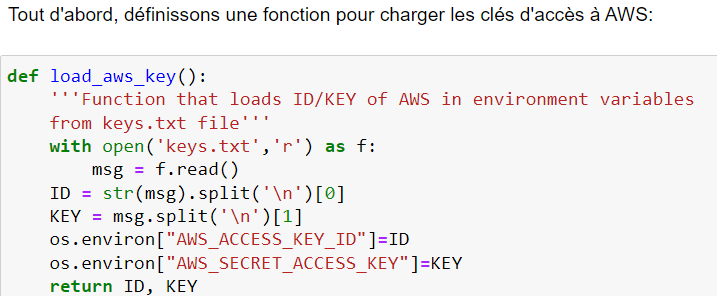 Tout d'abord, définissons une fonction pour charger les clés d'accès à AWS:
def load_aws_key():
    '''Function that loads ID/KEY of AWS in environment variables
    from keys.txt file'''
    with open('keys.txt','r') as f:
        msg = f.read()
    ID = str(msg).split('\n')[0]
    KEY = msg.split('\n')[1]
    os.environ["AWS_ACCESS_KEY_ID"]=ID
    os.environ["AWS_SECRET_ACCESS_KEY"]=KEY
    return ID, KEY